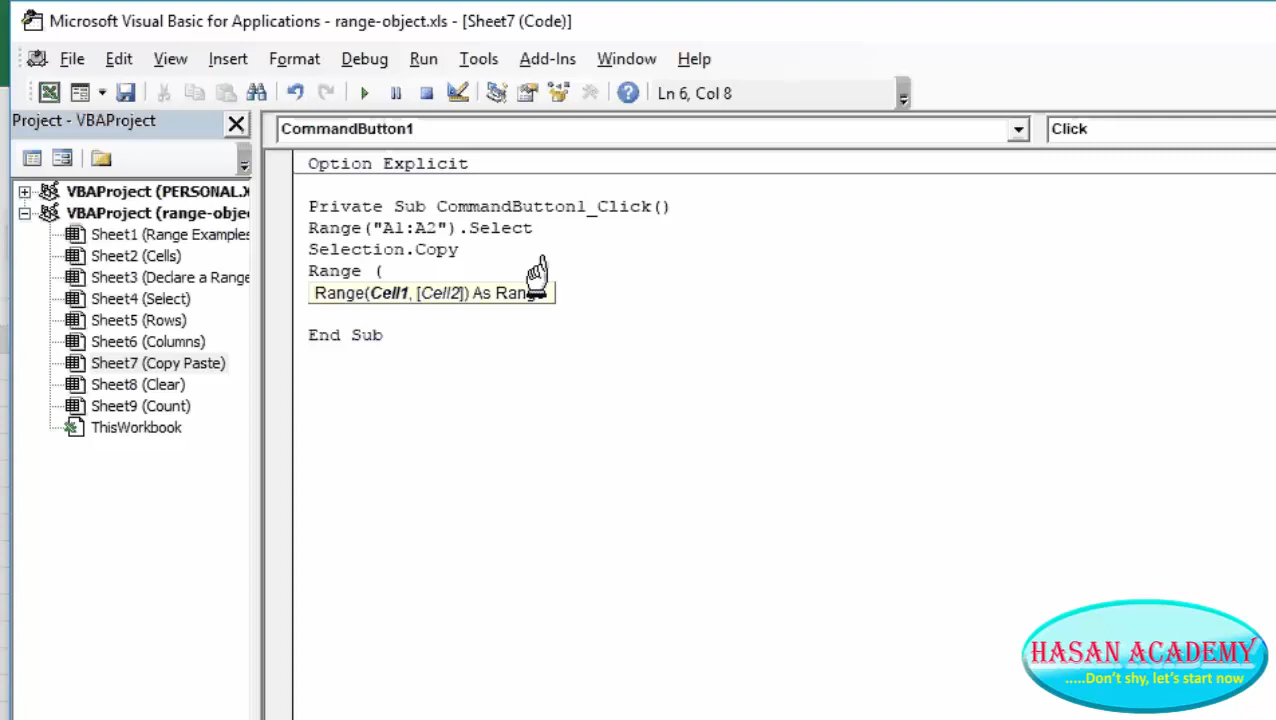 Microsoft Visual Basic for Applications - range-object.xls - [Sheet7 (Code)]
File Edit View Insert Format Debug Run Tools Add-Ins Window Help
Ln 6, Col 8
Project - VBAProject
CommandButton1
Click
VBAProject (PERSONAL.X
VBAProject (range-obje
Sheet1 (Range Examples
Sheet2 (Cells)
Sheet3 (Declare a Range
Sheet4 (Select)
Sheet5 (Rows)
Sheet6 (Columns)
Sheet7 (Copy Paste)
Sheet8 (Clear)
Sheet9 (Count)
ThisWorkbook
Option Explicit
Private Sub CommandButton1_Click()
Range("A1:A2").Select
Selection.Copy
Range (
Range(Cell1, [Cell2]) As Range
End Sub
HASAN ACADEMY
.....Don't shy, let's start now